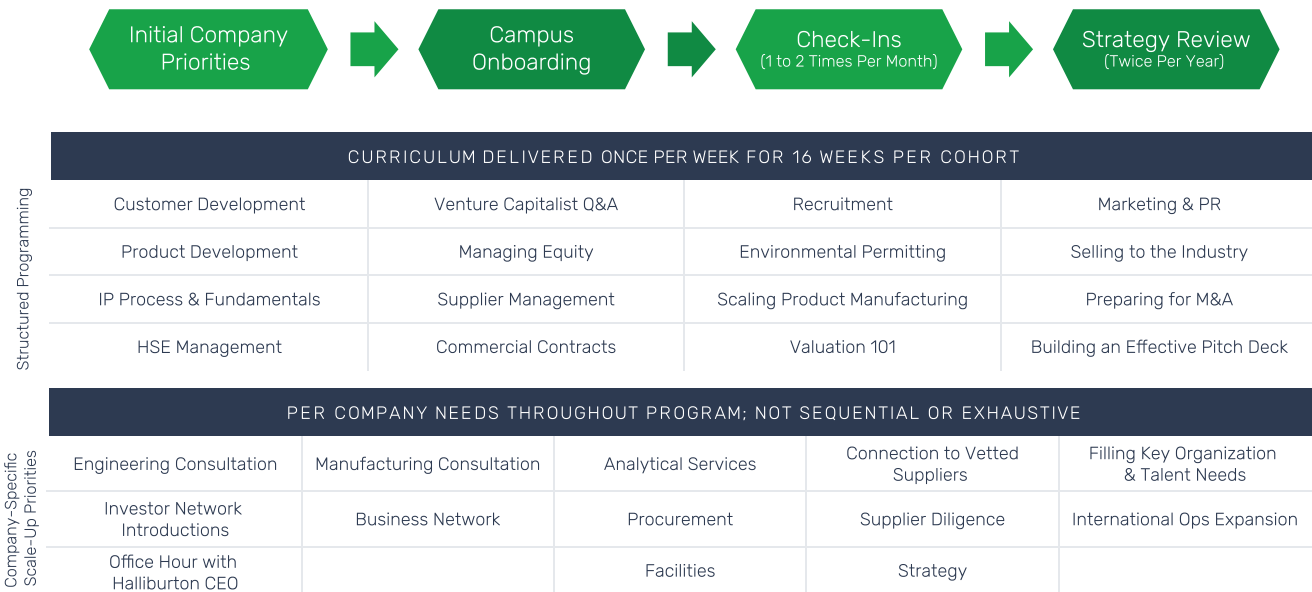 Initial Company
Priorities
Campus
Onboarding
Check-Ins
(1 to 2 Times Per Month)
Strategy Review
(Twice Per Year)
CURRICULUM DELIVERED ONCE PER WEEK FOR 16 WEEKS PER COHORT
Structured Programming
Customer Development
Venture Capitalist Q&A
Recruitment
Marketing & PR
Product Development
Managing Equity
Environmental Permitting
Selling to the Industry
IP Process & Fundamentals
Supplier Management
Scaling Product Manufacturing
Preparing for M&A
HSE Management
Commercial Contracts
Valuation 101
Building an Effective Pitch Deck
PER COMPANY NEEDS THROUGHOUT PROGRAM; NOT SEQUENTIAL OR EXHAUSTIVE
Company-Specific
Scale-Up Priorities
Engineering Consultation
Manufacturing Consultation
Analytical Services
Connection to Vetted
Suppliers
Filling Key Organization
& Talent Needs
Investor Network
Introductions
Business Network
Procurement
Supplier Diligence
International Ops Expansion
Office Hour with
Halliburton CEO
Facilities
Strategy